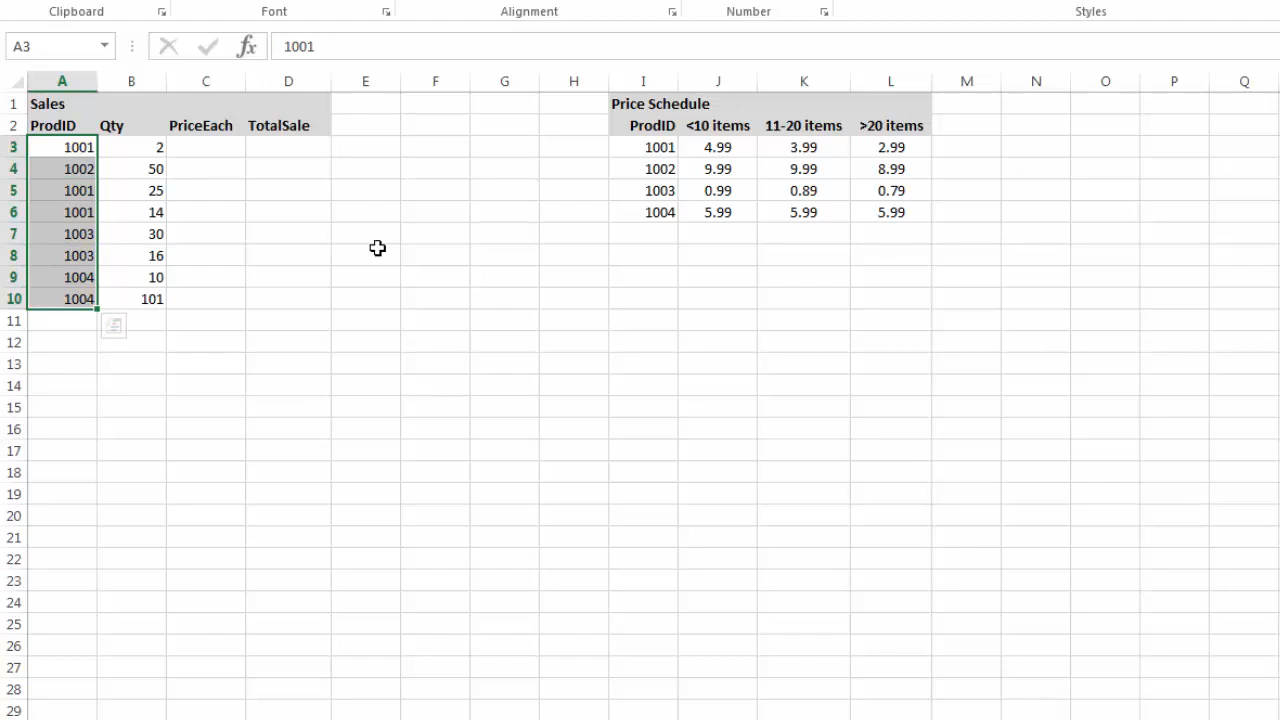 Clipboard Font Alignment Number Styles
A3 fx 1001
A B C D E F G H I J K L M N O P Q
1 Sales Price Schedule
2 ProdID Qty PriceEach TotalSale ProdID <10 items 11-20 items >20 items
3 1001 2 1001 4.99 3.99 2.99
4 1002 50 1002 9.99 9.99 8.99
5 1001 25 1003 0.99 0.89 0.79
6 1001 14 1004 5.99 5.99 5.99
7 1003 30
8 1003 16
9 1004 10
10 1004 101
11
12
13
14
15
16
17
18
19
20
21
22
23
24
25
26
27
28
29